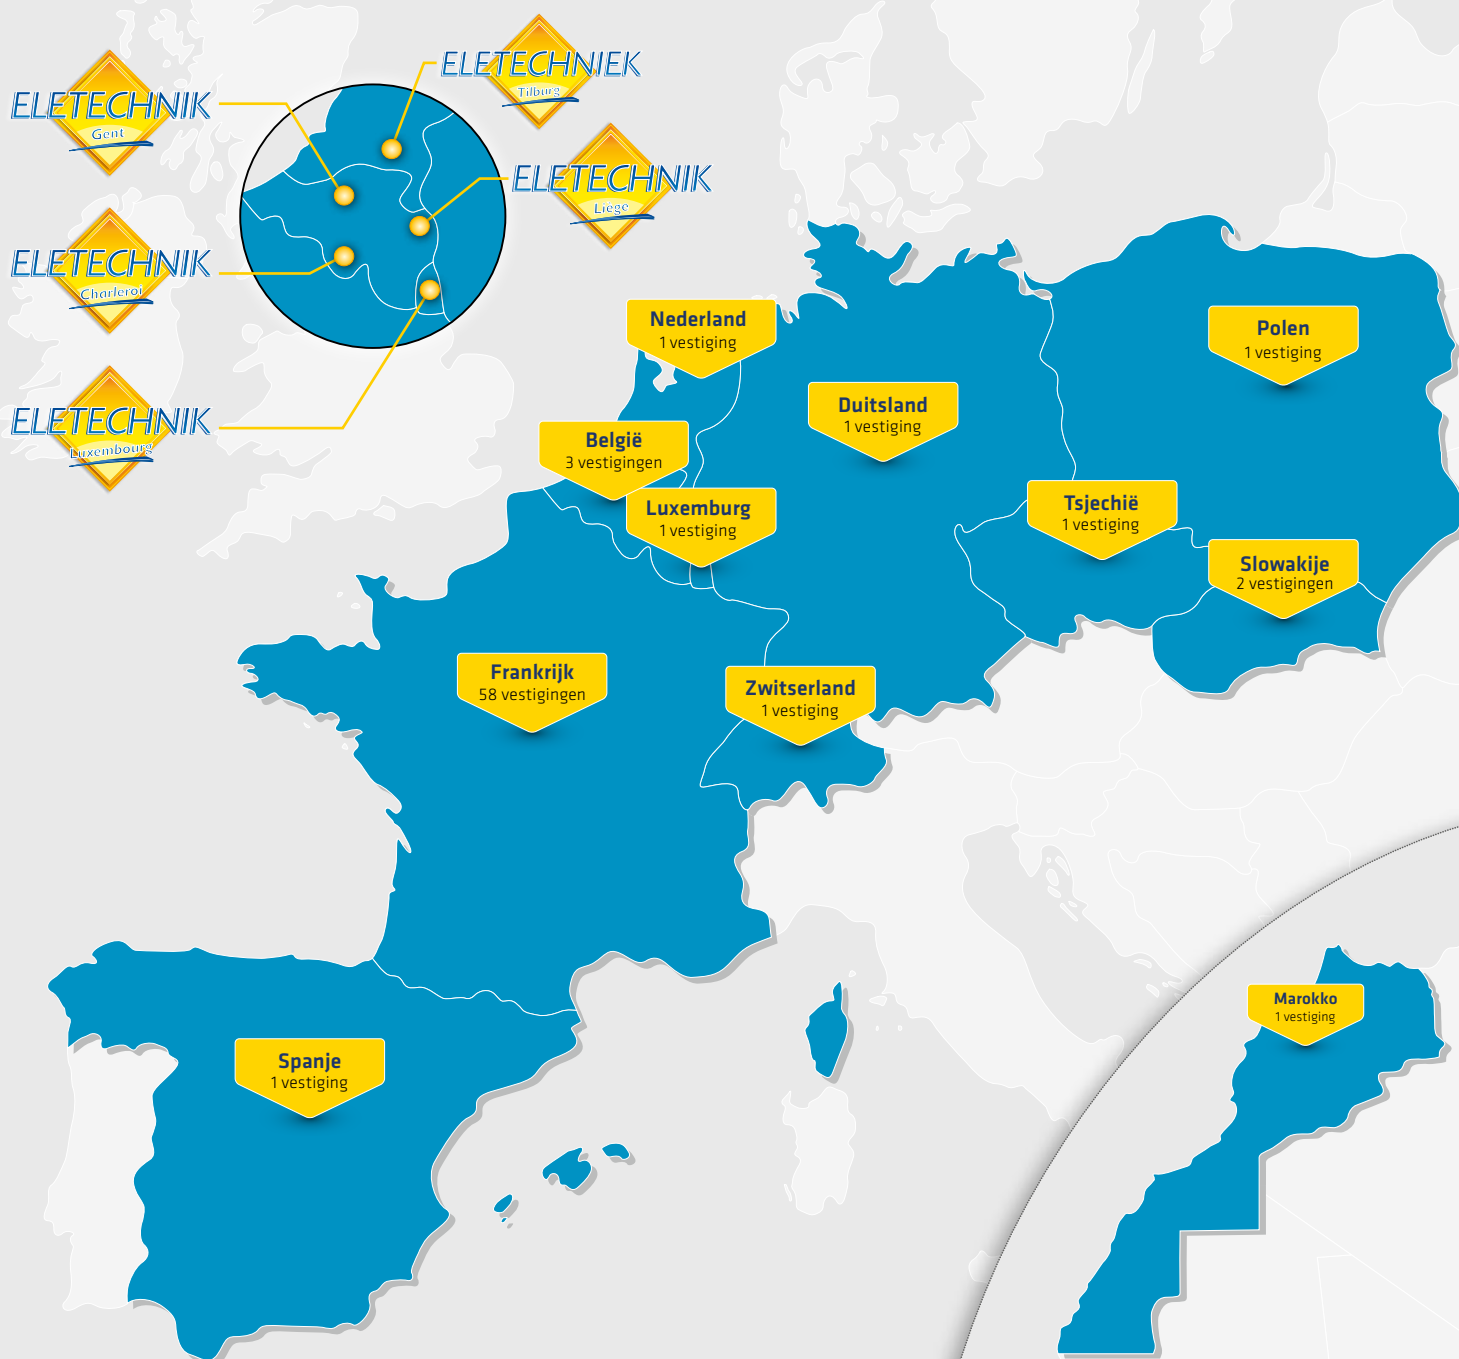 ELETECHNIEK
Tilburg
ELETECHNIK
Gent
ELETECHNIK
Liége
ELETECHNIK
Charleroi
ELETECHNIK
Luxembourg
Nederland
1 vestiging
Polen
1 vestiging
Duitsland
1 vestiging
België
3 vestigingen
Luxemburg
1 vestiging
Tsjechië
1 vestiging
Slowakije
2 vestigingen
Frankrijk
58 vestigingen
Zwitserland
1 vestiging
Marokko
1 vestiging
Spanje
1 vestiging